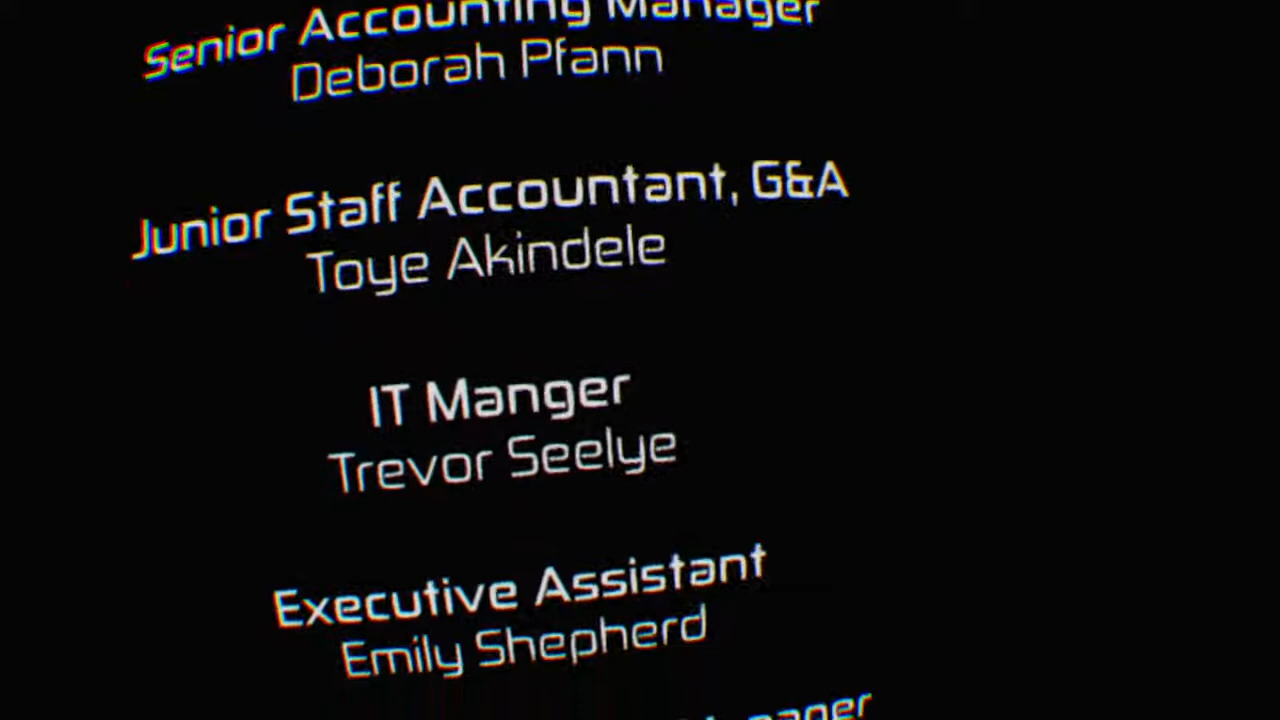 Senior Accounting Manager
Deborah Pfann
Junior Staff Accountant, G&A
Toye Akindele
IT Manger
Trevor Seelye
Executive Assistant
Emily Shepherd